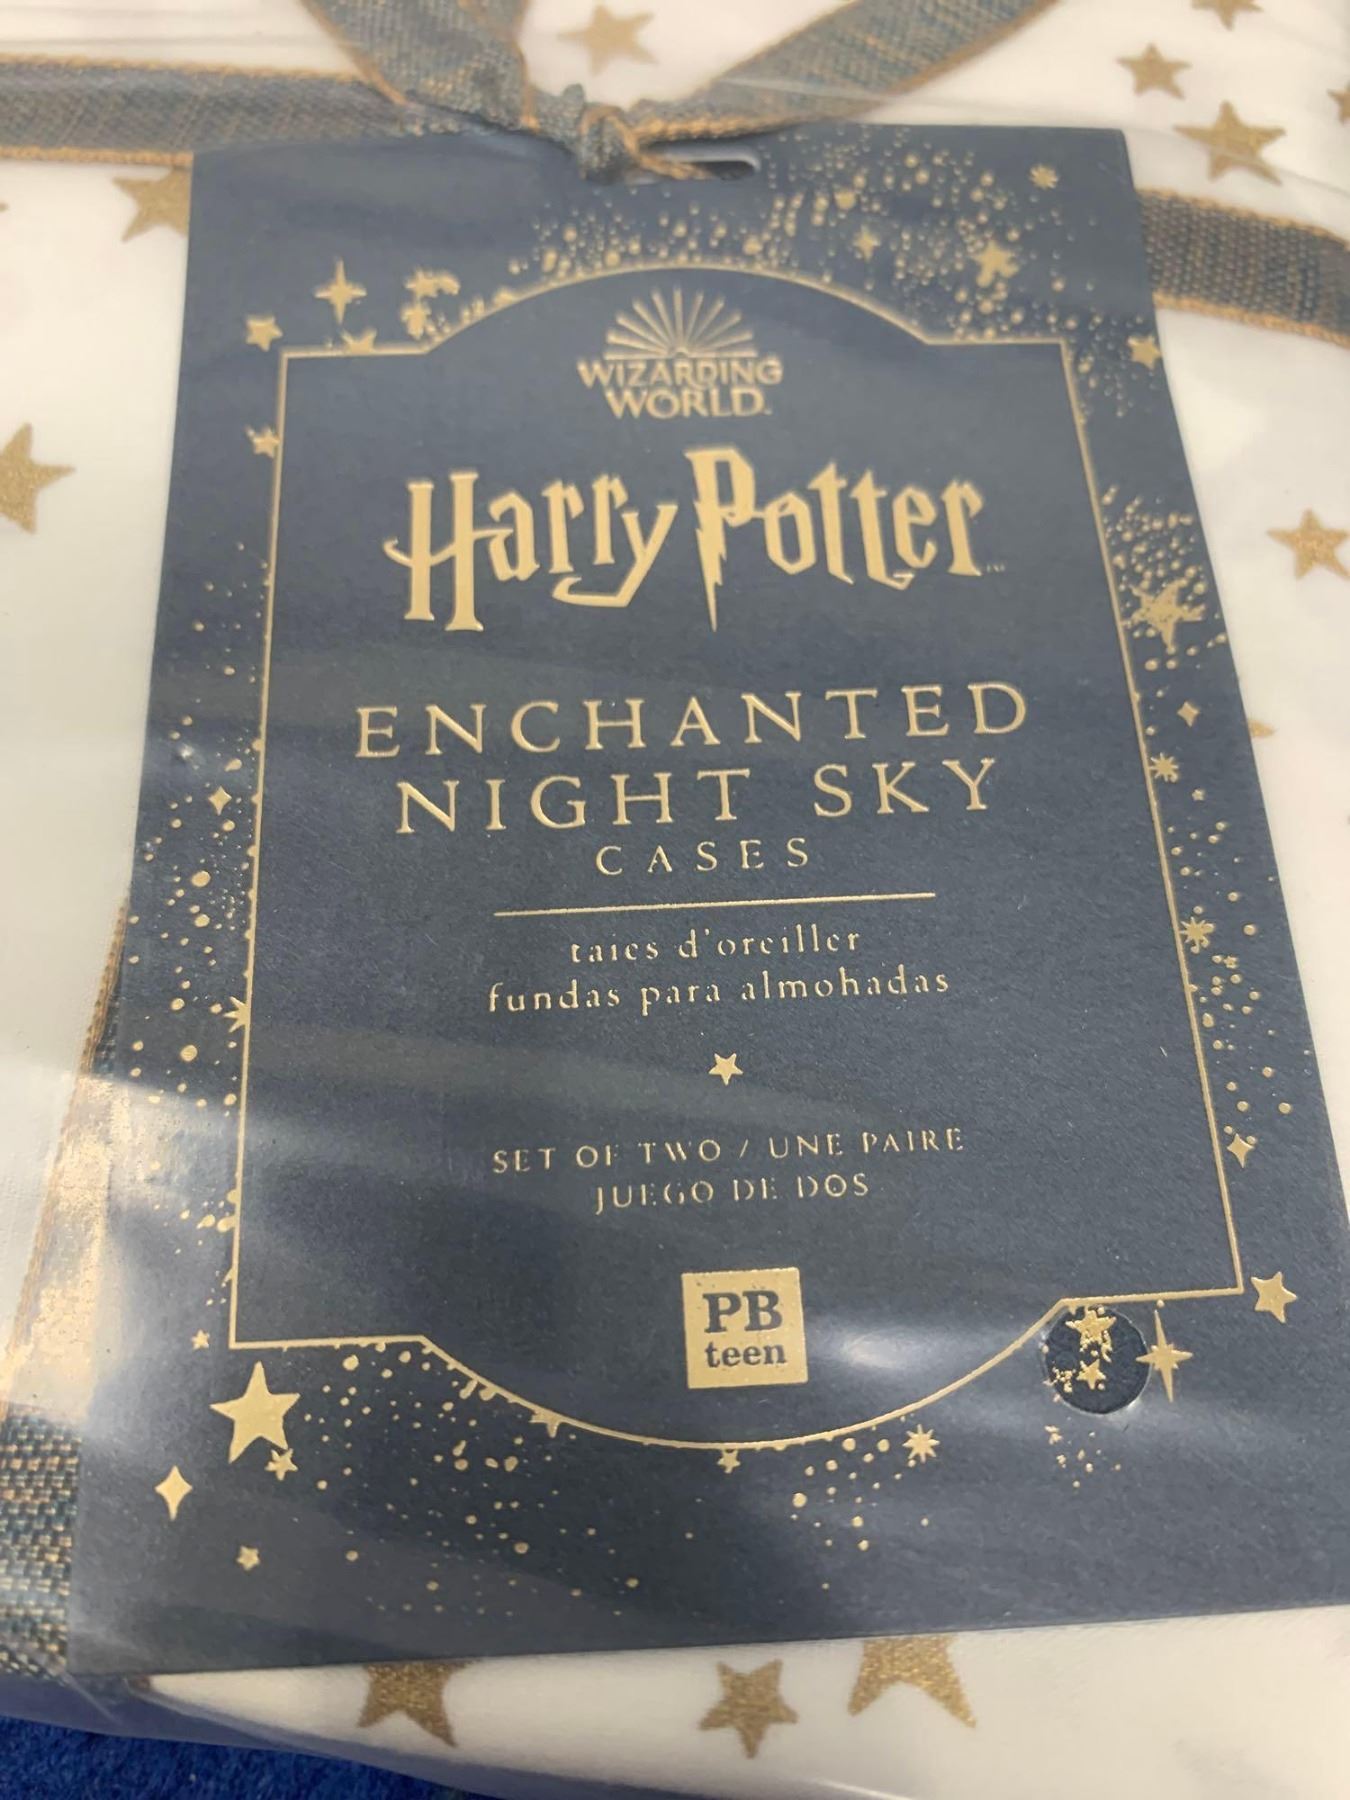 WIZARDING
WORLD.
Harry Potter™
ENCHANTED
NIGHT SKY
CASES
taies d'oreiller
fundas para almohadas
SET OF TWO / UNE PAIRE
JUEGO DE DOS
PB
teen